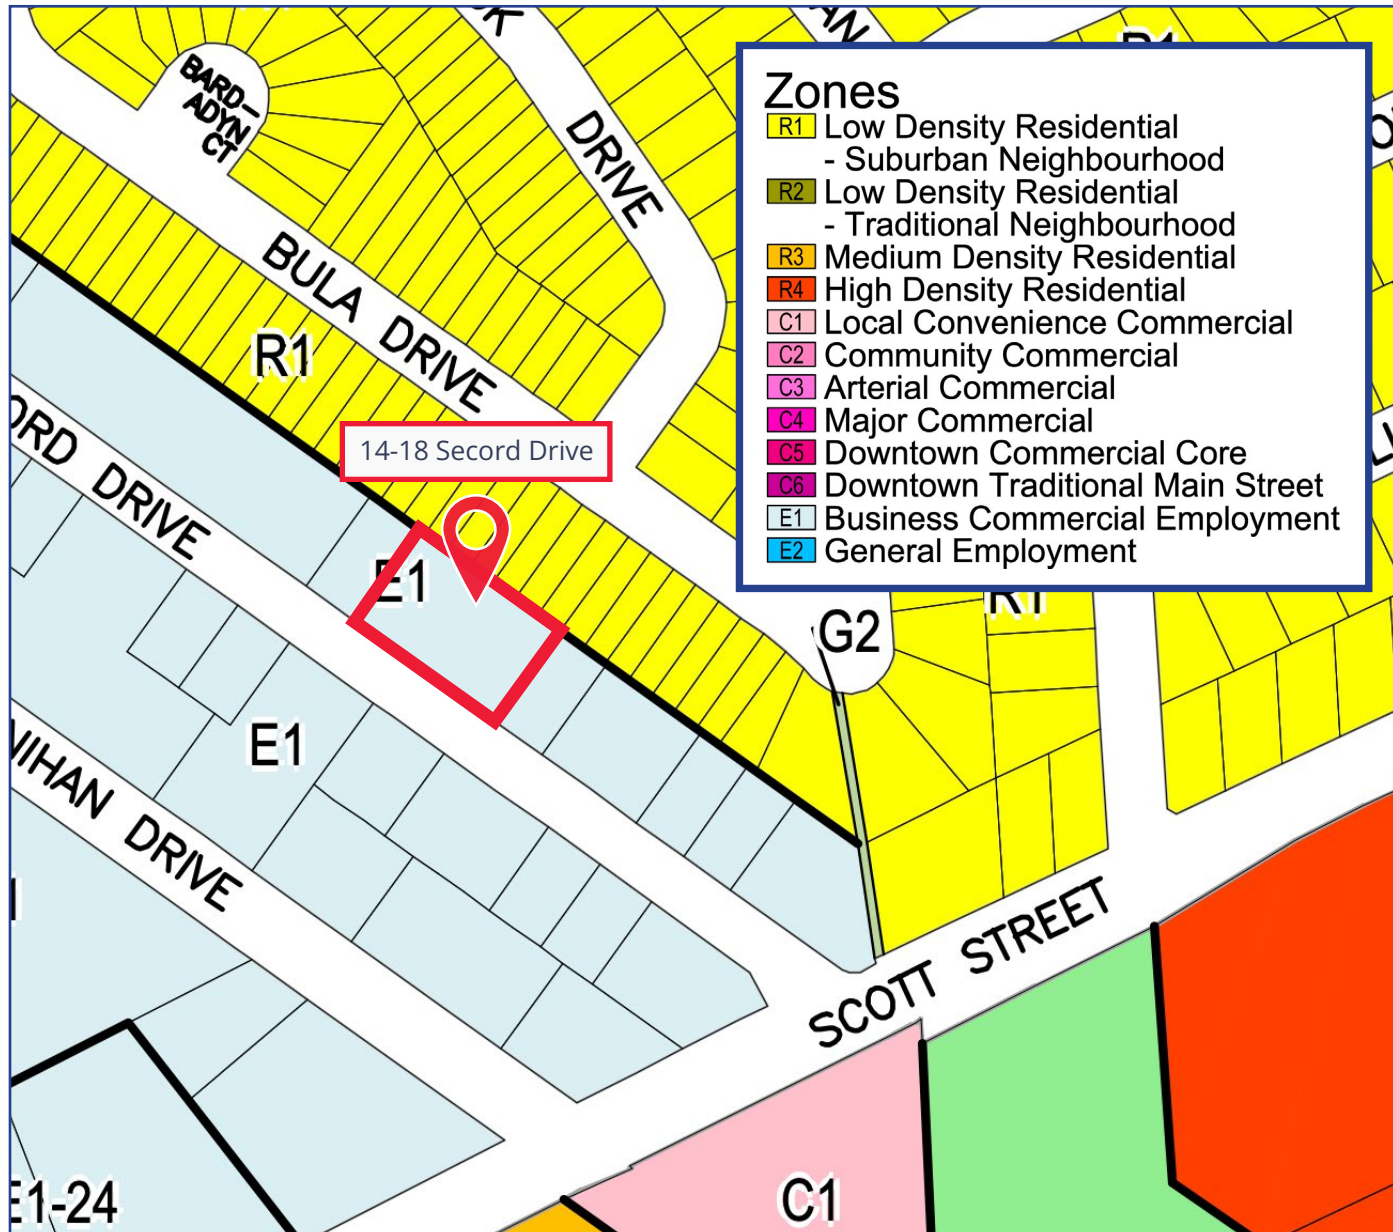 BARD-
ADYN
CT
DRIVE
R1
Zones
R1 Low Density Residential
- Suburban Neighbourhood
R2 Low Density Residential
- Traditional Neighbourhood
R3 Medium Density Residential
R4 High Density Residential
C1 Local Convenience Commercial
C2 Community Commercial
C3 Arterial Commercial
C4 Major Commercial
C5 Downtown Commercial Core
C6 Downtown Traditional Main Street
E1 Business Commercial Employment
E2 General Employment
BULA DRIVE
R1
14-18 Secord Drive
ORD DRIVE
E1
R1
G2
E1
NIHAN DRIVE
SCOTT STREET
E1-24
C1